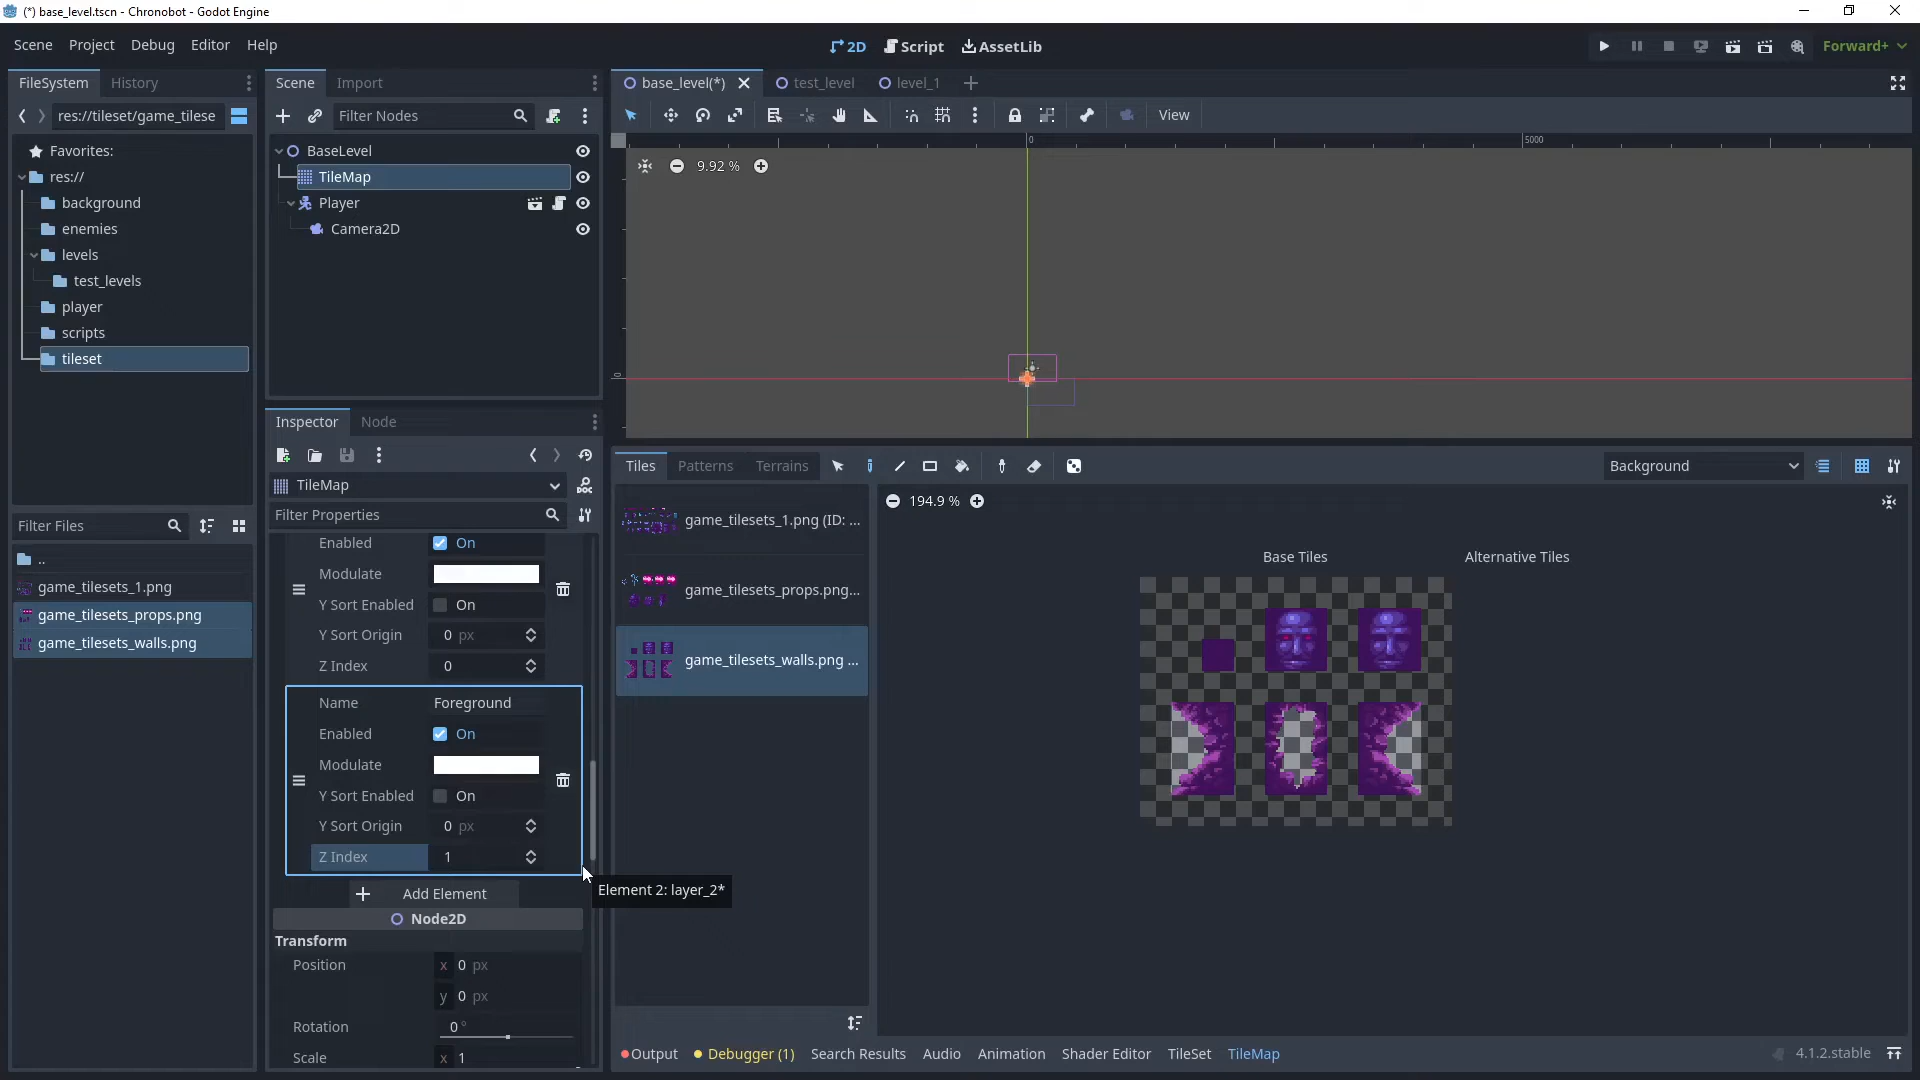 (*) base_level.tscn - Chronobot - Godot Engine
Scene Project Debug Editor Help
2D Script AssetLib
Forward+
FileSystem History
res://tileset/game_tilese
Favorites:
res://
background
enemies
levels
test_levels
player
scripts
tileset
Filter Files
..
game_tilesets_1.png
game_tilesets_props.png
game_tilesets_walls.png
Scene Import
Filter Nodes
BaseLevel
TileMap
Player
Camera2D
Inspector Node
TileMap
Filter Properties
Enabled On
Modulate
Y Sort Enabled On
Y Sort Origin 0 px
Z Index 0
Name Foreground
Enabled On
Modulate
Y Sort Enabled On
Y Sort Origin 0 px
Z Index 1
Add Element
Element 2: layer_2*
Node2D
Transform
Position x 0 px
y 0 px
Rotation 0 °
Scale x 1
base_level(*) test_level level_1
View
0 5000
9.92 %
0
Tiles Patterns Terrains
Background
game_tilesets_1.png (ID: ...
game_tilesets_props.png...
game_tilesets_walls.png ...
194.9 %
Base Tiles Alternative Tiles
Output Debugger (1) Search Results Audio Animation Shader Editor TileSet TileMap
4.1.2.stable